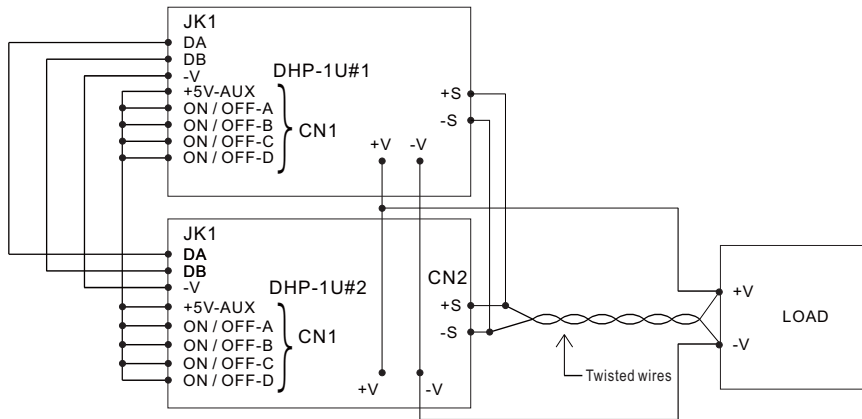 JK1
DA
DB
-V
+5V-AUX
ON / OFF-A
ON / OFF-B
ON / OFF-C
ON / OFF-D
DHP-1U#1
CN1
+S
-S
+V -V
JK1
DA
DB
-V
+5V-AUX
ON / OFF-A
ON / OFF-B
ON / OFF-C
ON / OFF-D
DHP-1U#2
CN1
CN2
+S
-S
+V -V
Twisted wires
+V
-V
LOAD